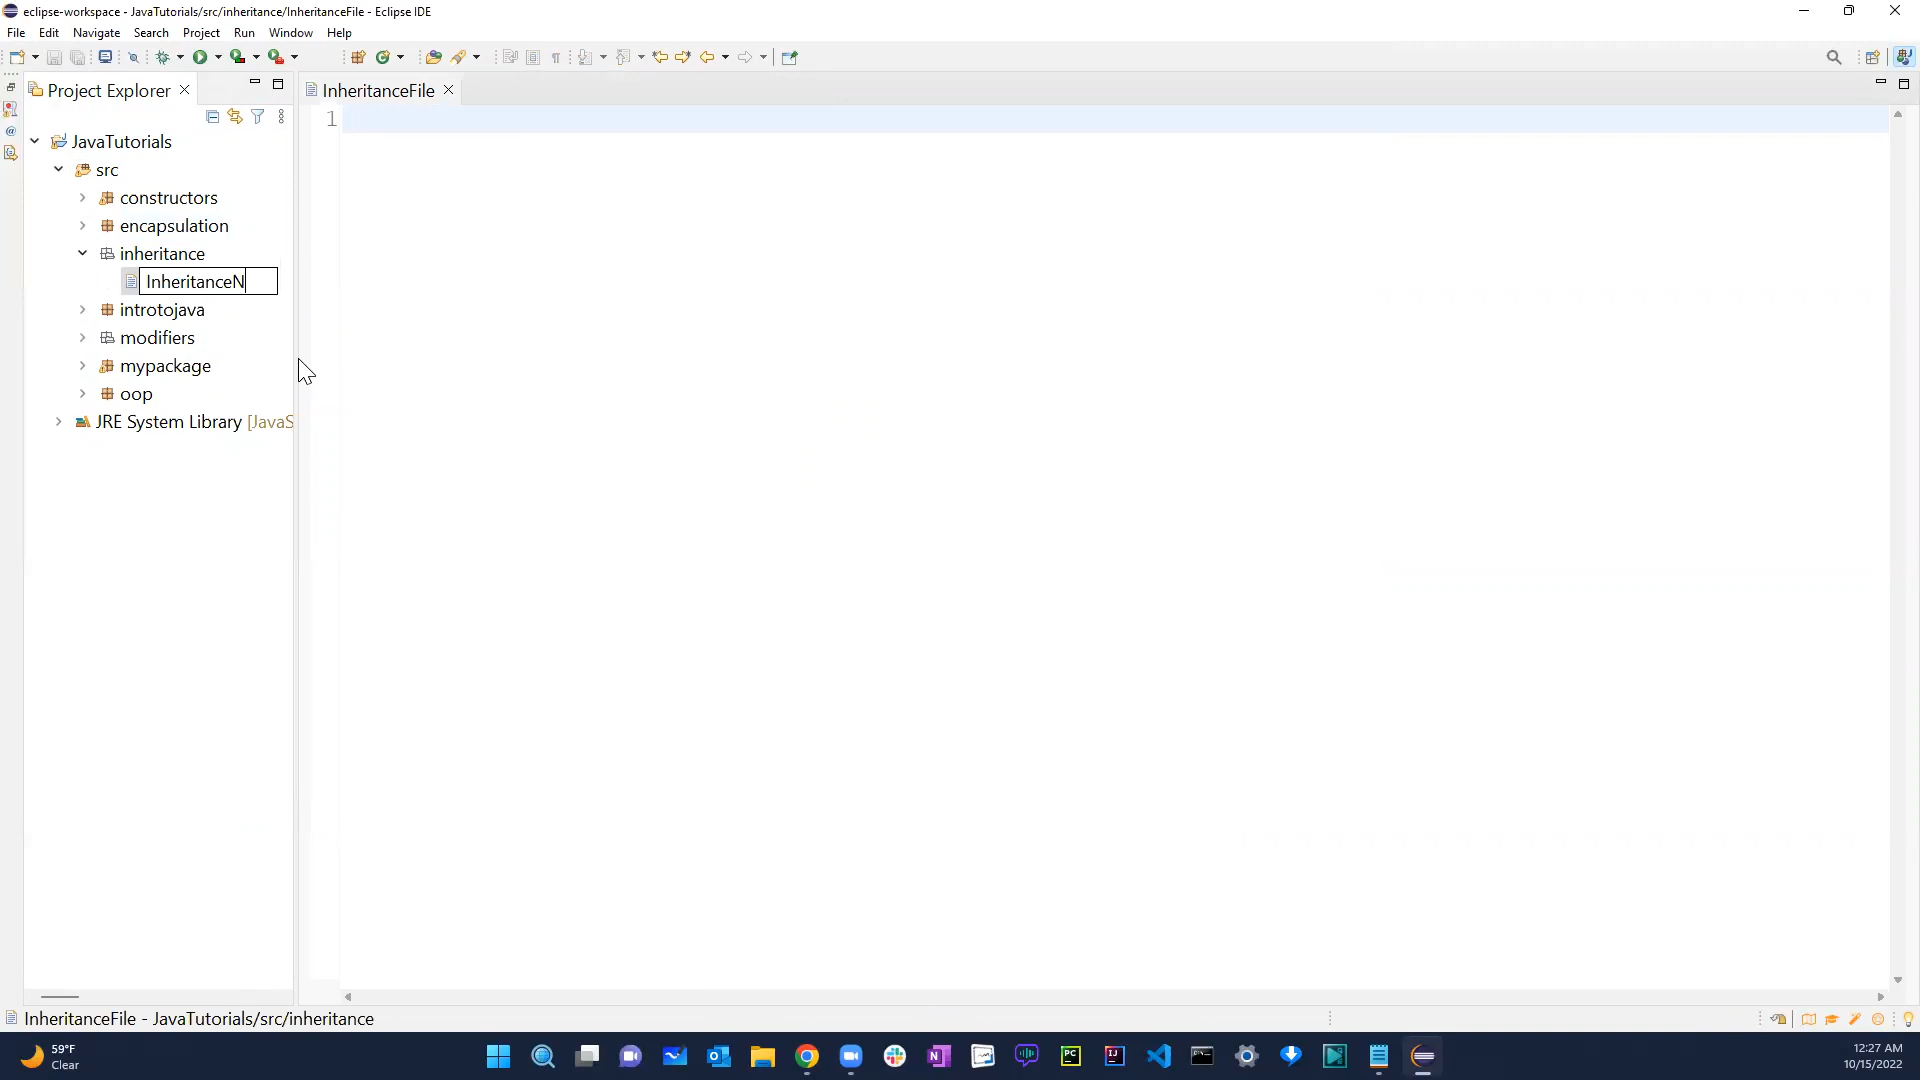 eclipse-workspace - JavaTutorials/src/inheritance/InheritanceFile - Eclipse IDE
File Edit Navigate Search Project Run Window Help
Project Explorer
InheritanceFile
1
JavaTutorials
src
constructors
encapsulation
inheritance
InheritanceN
introtojava
modifiers
mypackage
oop
JRE System Library [JavaS
InheritanceFile - JavaTutorials/src/inheritance
59°F
Clear
12:27 AM
10/15/2022